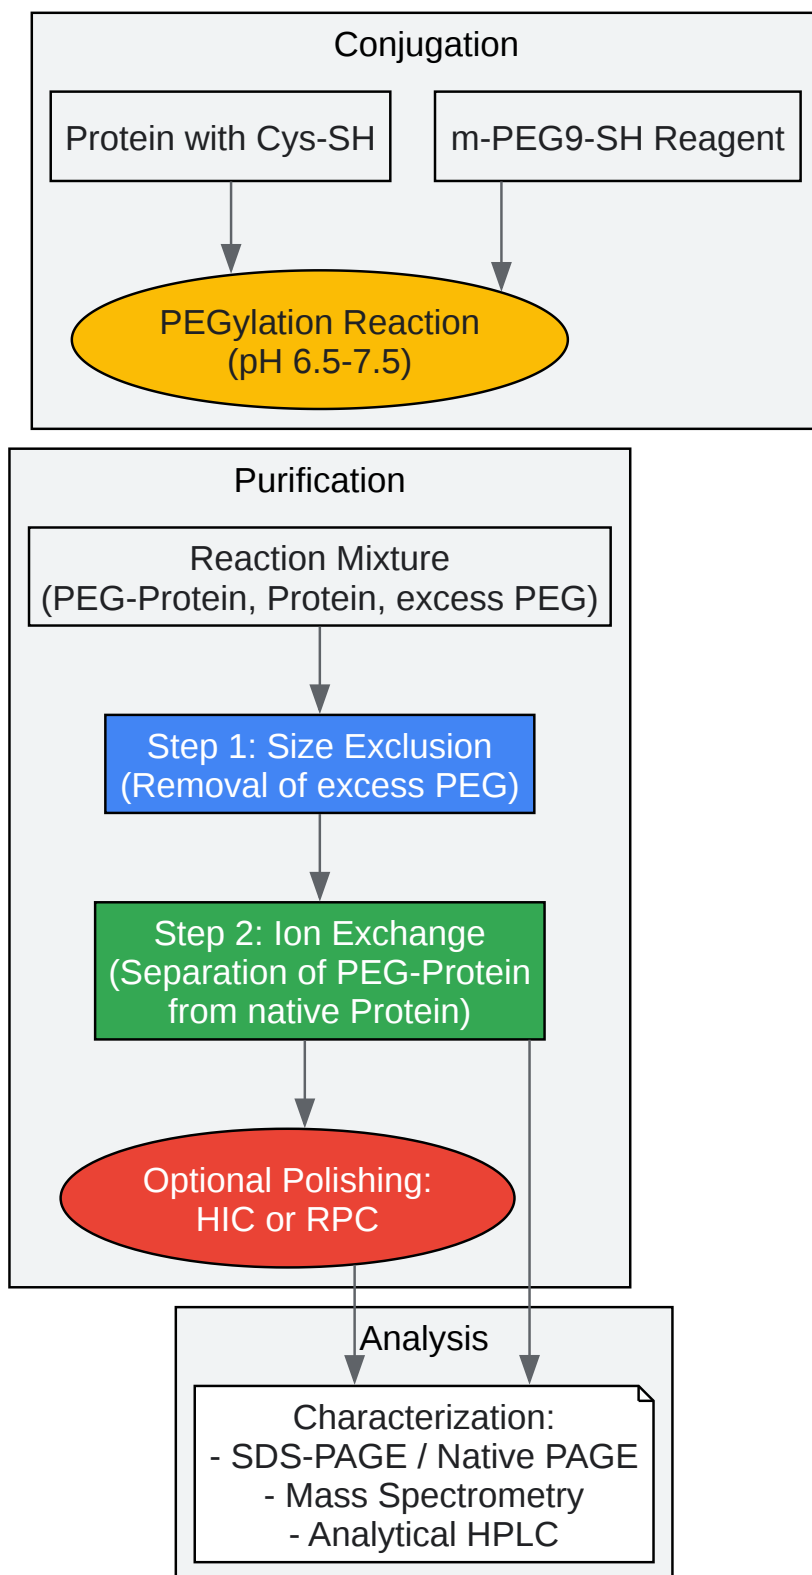 Conjugation
Protein with Cys-SH
m-PEG9-SH Reagent
PEGylation Reaction
(pH 6.5-7.5)
Purification
Reaction Mixture
(PEG-Protein, Protein, excess PEG)
Step 1: Size Exclusion
(Removal of excess PEG)
Step 2: Ion Exchange
(Separation of PEG-Protein
from native Protein)
Optional Polishing:
HIC or RPC
Analysis
Characterization:
- SDS-PAGE / Native PAGE
- Mass Spectrometry
- Analytical HPLC